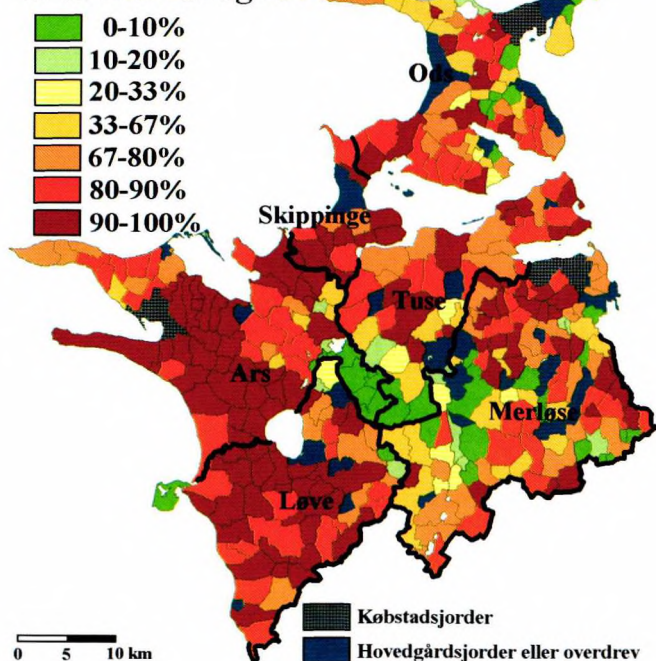 0-10%
10-20%
20-33%
33-67%
67-80%
80-90%
90-100%
Ods
Skippinge
Tuse
Ars
Merløse
Løve
Købstadsjorder
0 5 10 km
Hovedgårdsjorder eller overdrev